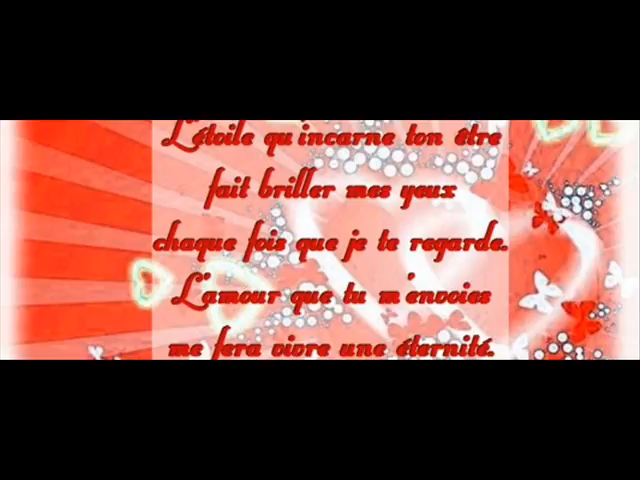 L'étoile qu'incarne ton être
fait briller mes yeux
chaque fois que je te regarde.
L'amour que tu m'envoies
me fera vivre une éternité.